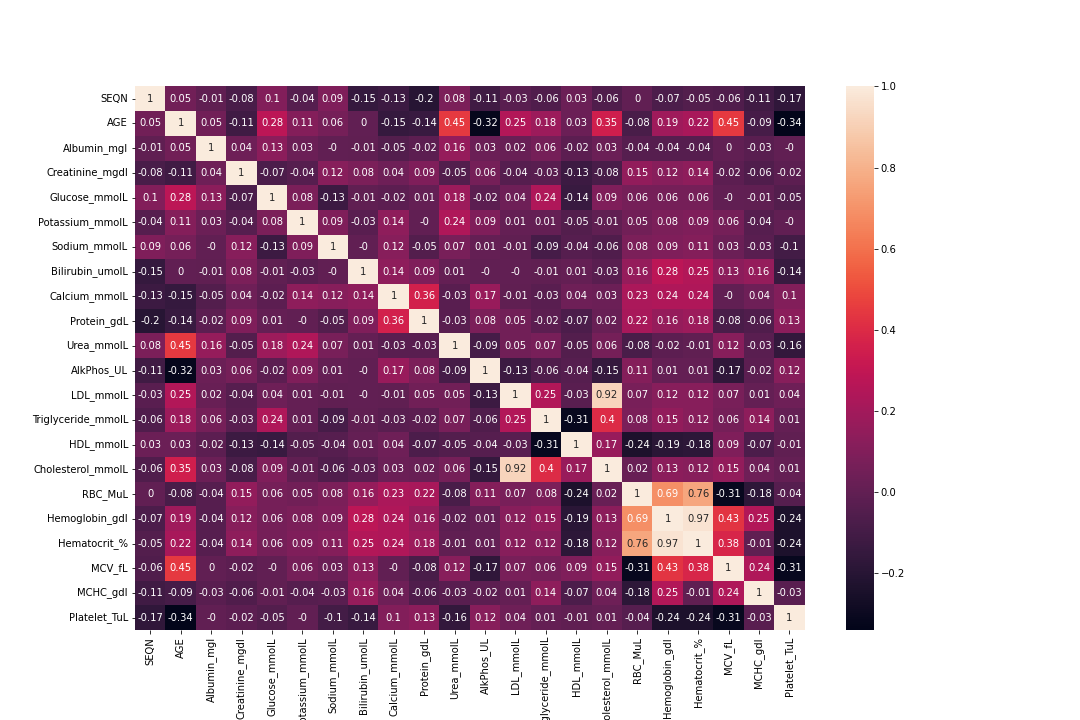 SEQN 1 0.05 -0.01 -0.08 0.1 -0.04 0.09 -0.15 -0.13 -0.2 0.08 -0.11 -0.03 -0.06 0.03 -0.06 0 -0.07 -0.05 -0.06 -0.11 -0.17 1.0
AGE 0.05 1 0.05 -0.11 0.28 0.11 0.06 0 -0.15 -0.14 0.45 -0.32 0.25 0.18 0.03 0.35 -0.08 0.19 0.22 0.45 -0.09 -0.34
Albumin_mgl -0.01 0.05 1 0.04 0.13 0.03 -0 -0.01 -0.05 -0.02 0.16 0.03 0.02 0.06 -0.02 0.03 -0.04 -0.04 -0.04 0 -0.03 -0
Creatinine_mgdl -0.08 -0.11 0.04 1 -0.07 -0.04 0.12 0.08 0.04 0.09 -0.05 0.06 -0.04 -0.03 -0.13 -0.08 0.15 0.12 0.14 -0.02 -0.06 -0.02
0.8
Glucose_mmolL 0.1 0.28 0.13 -0.07 1 0.08 -0.13 -0.01 -0.02 0.01 0.18 -0.02 0.04 0.24 -0.14 0.09 0.06 0.06 0.06 -0 -0.01 -0.05
Potassium_mmolL -0.04 0.11 0.03 -0.04 0.08 1 0.09 -0.03 0.14 -0 0.24 0.09 0.01 0.01 -0.05 -0.01 0.05 0.08 0.09 0.06 -0.04 -0
Sodium_mmolL 0.09 0.06 -0 0.12 -0.13 0.09 1 -0 0.12 -0.05 0.07 0.01 -0.01 -0.09 -0.04 -0.06 0.08 0.09 0.11 0.03 -0.03 -0.1
0.6
Bilirubin_umolL -0.15 0 -0.01 0.08 -0.01 -0.03 -0 1 0.14 0.09 0.01 -0 -0 -0.01 0.01 -0.03 0.16 0.28 0.25 0.13 0.16 -0.14
Calcium_mmolL -0.13 -0.15 -0.05 0.04 -0.02 0.14 0.12 0.14 1 0.36 -0.03 0.17 -0.01 -0.03 0.04 0.03 0.23 0.24 0.24 -0 0.04 0.1
Protein_gdL -0.2 -0.14 -0.02 0.09 0.01 -0 -0.05 0.09 0.36 1 -0.03 0.08 0.05 -0.02 -0.07 0.02 0.22 0.16 0.18 -0.08 -0.06 0.13
0.4
Urea_mmolL 0.08 0.45 0.16 -0.05 0.18 0.24 0.07 0.01 -0.03 -0.03 1 -0.09 0.05 0.07 -0.05 0.06 -0.08 -0.02 -0.01 0.12 -0.03 -0.16
AlkPhos_UL -0.11 -0.32 0.03 0.06 -0.02 0.09 0.01 -0 0.17 0.08 -0.09 1 -0.13 -0.06 -0.04 -0.15 0.11 0.01 0.01 -0.17 -0.02 0.12
LDL_mmolL -0.03 0.25 0.02 -0.04 0.04 0.01 -0.01 -0 -0.01 0.05 0.05 -0.13 1 0.25 -0.03 0.92 0.07 0.12 0.12 0.07 0.01 0.04
0.2
Triglyceride_mmolL -0.06 0.18 0.06 -0.03 0.24 0.01 -0.09 -0.01 -0.03 -0.02 0.07 -0.06 0.25 1 -0.31 0.4 0.08 0.15 0.12 0.06 0.14 0.01
HDL_mmolL 0.03 0.03 -0.02 -0.13 -0.14 -0.05 -0.04 0.01 0.04 -0.07 -0.05 -0.04 -0.03 -0.31 1 0.17 -0.24 -0.19 -0.18 0.09 -0.07 -0.01
Cholesterol_mmolL -0.06 0.35 0.03 -0.08 0.09 -0.01 -0.06 -0.03 0.03 0.02 0.06 -0.15 0.92 0.4 0.17 1 0.02 0.13 0.12 0.15 0.04 0.01
RBC_MuL 0 -0.08 -0.04 0.15 0.06 0.05 0.08 0.16 0.23 0.22 -0.08 0.11 0.07 0.08 -0.24 0.02 1 0.69 0.76 -0.31 -0.18 -0.04 0.0
Hemoglobin_gdl -0.07 0.19 -0.04 0.12 0.06 0.08 0.09 0.28 0.24 0.16 -0.02 0.01 0.12 0.15 -0.19 0.13 0.69 1 0.97 0.43 0.25 -0.24
Hematocrit_% -0.05 0.22 -0.04 0.14 0.06 0.09 0.11 0.25 0.24 0.18 -0.01 0.01 0.12 0.12 -0.18 0.12 0.76 0.97 1 0.38 -0.01 -0.24
MCV_fL -0.06 0.45 0 -0.02 -0 0.06 0.03 0.13 -0 -0.08 0.12 -0.17 0.07 0.06 0.09 0.15 -0.31 0.43 0.38 1 0.24 -0.31 −0.2
MCHC_gdl -0.11 -0.09 -0.03 -0.06 -0.01 -0.04 -0.03 0.16 0.04 -0.06 -0.03 -0.02 0.01 0.14 -0.07 0.04 -0.18 0.25 -0.01 0.24 1 -0.03
Platelet_TuL -0.17 -0.34 -0 -0.02 -0.05 -0 -0.1 -0.14 0.1 0.13 -0.16 0.12 0.04 0.01 -0.01 0.01 -0.04 -0.24 -0.24 -0.31 -0.03 1
SEQN
AGE
Albumin_mgl
Creatinine_mgdl
Glucose_mmolL
otassium_mmolL
Sodium_mmolL
Bilirubin_umolL
Calcium_mmolL
Protein_gdL
Urea_mmolL
AlkPhos_UL
LDL_mmolL
glyceride_mmolL
HDL_mmolL
olesterol_mmolL
RBC_MuL
Hemoglobin_gdl
Hematocrit_%
MCV_fL
MCHC_gdl
Platelet_TuL